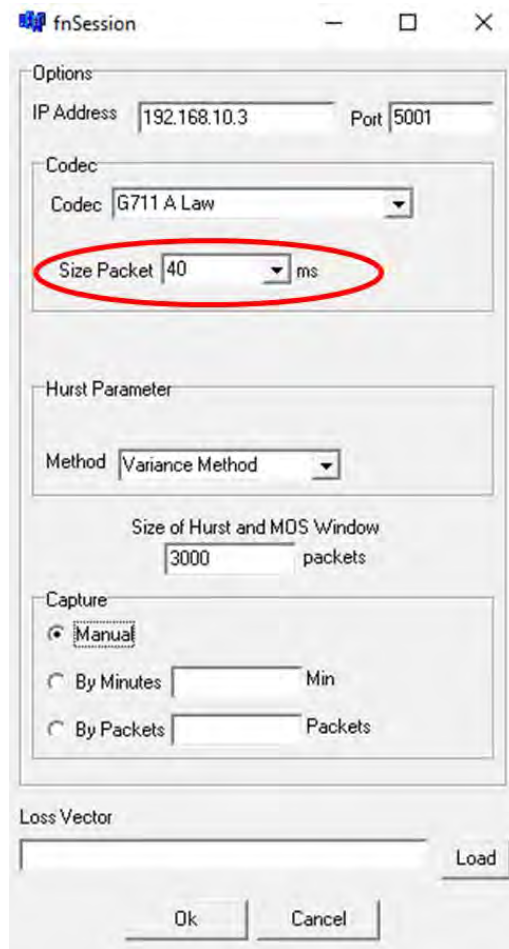 fnSession
Options
IP Address 192.168.10.3 Port 5001
Codec
Codec G711 A Law
Size Packet 40 ms
Hurst Parameter
Method Variance Method
Size of Hurst and MOS Window
3000 packets
Capture
Manual
By Minutes Min
By Packets Packets
Loss Vector
Load
Ok Cancel